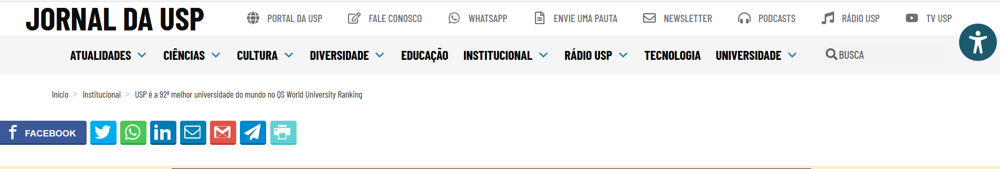 JORNAL DA USP
PORTAL DA USP FALE CONOSCO WHATSAPP ENVIE UMA PAUTA NEWSLETTER PODCASTS RÁDIO USP TV USP
ATUALIDADES CIÊNCIAS CULTURA DIVERSIDADE EDUCAÇÃO INSTITUCIONAL RÁDIO USP TECNOLOGIA UNIVERSIDADE BUSCA
Início > Institucional > USP é a 92ª melhor universidade do mundo no QS World University Ranking
FACEBOOK